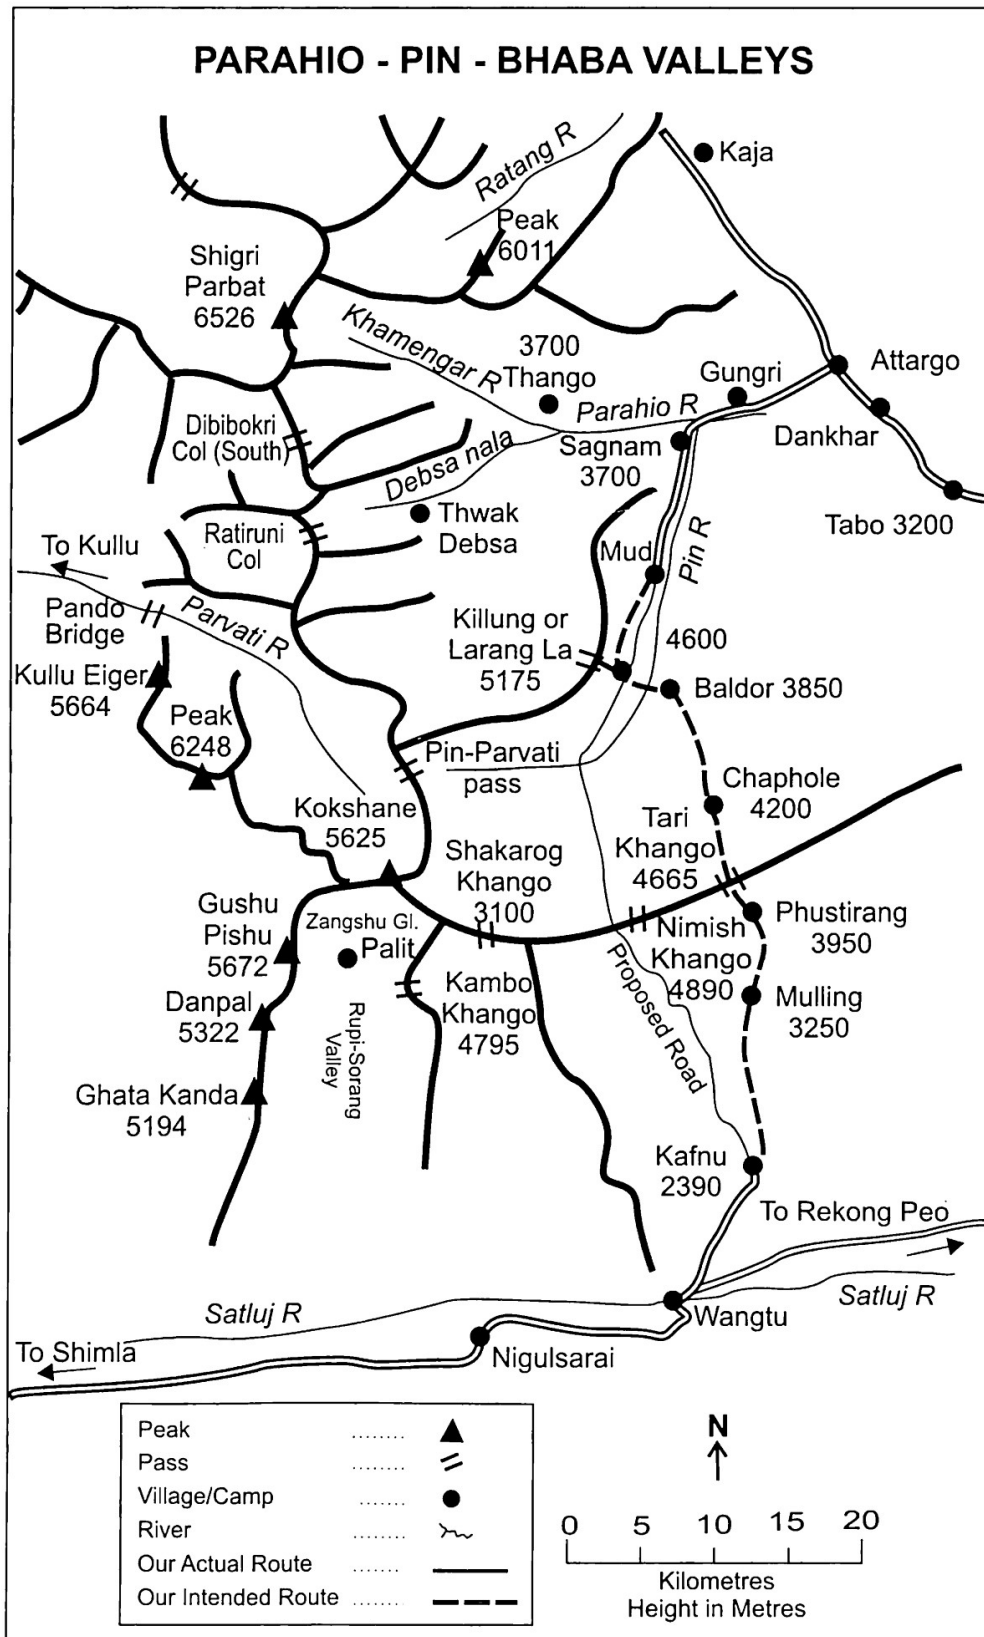 PARAHIO - PIN - BHABA VALLEYS
Kaja
Ratang R
Peak
6011
Shigri
Parbat
6526
Khamengar R
3700
Thango
Gungri
Attargo
Parahio R
Dibibokri
Col (South)
Sagnam
3700
Dankhar
Debsa nala
Thwak
Debsa
Tabo 3200
Ratiruni
Col
To Kullu
Mud
Pin R
Pando
Bridge
Parvati R
Killung or
Larang La
5175
4600
Kullu Eiger
5664
Baldor 3850
Peak
6248
Pin-Parvati
pass
Chaphole
4200
Kokshane
5625
Tari
Khango
4665
Shakarog
Khango
3100
Gushu
Pishu
5672
Zangshu Gl.
Palit
Nimish
Khango
4890
Phustirang
3950
Danpal
5322
Kambo
Khango
4795
Mulling
3250
Rupi-Sorang
Valley
Proposed Road
Ghata Kanda
5194
Kafnu
2390
To Rekong Peo
Satluj R
Wangtu
Satluj R
To Shimla
Nigulsarai
Peak ........
Pass ........
Village/Camp .......
River ........
Our Actual Route ........
Our Intended Route ........
N
0 5 10 15 20
Kilometres
Height in Metres